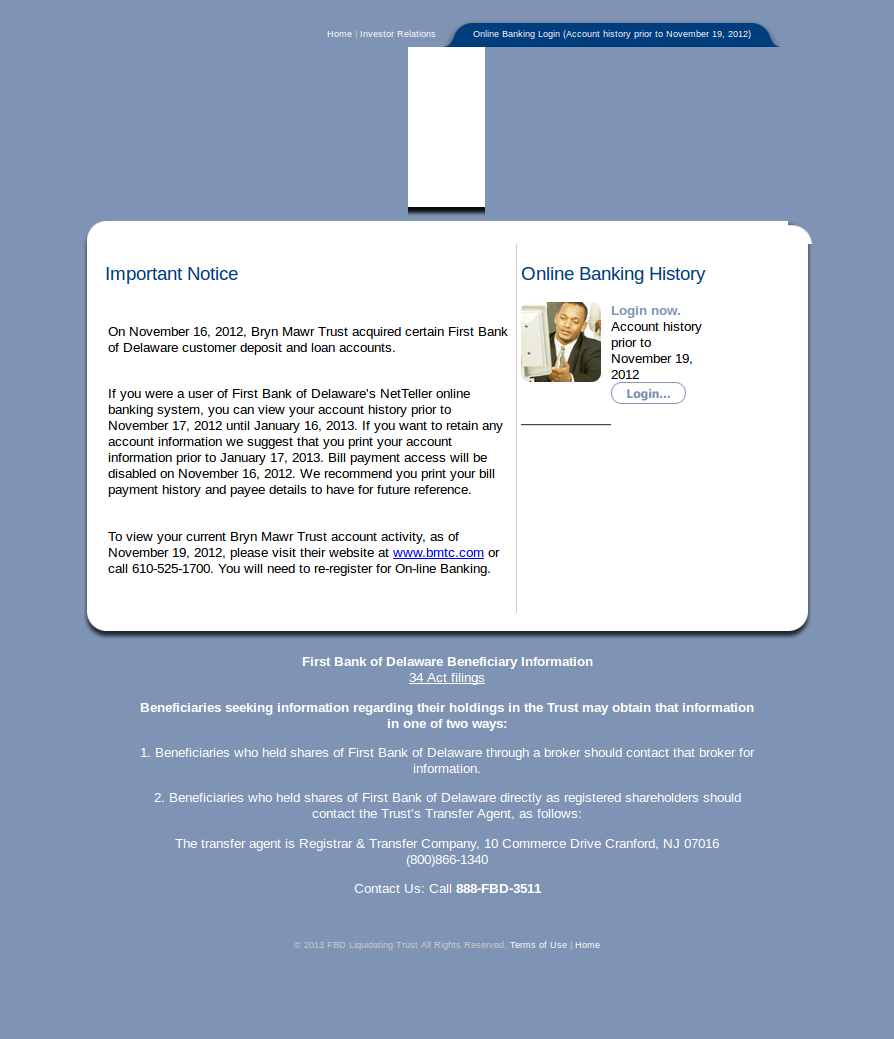 Home | Investor Relations
Online Banking Login (Account history prior to November 19, 2012)
Important Notice
On November 16, 2012, Bryn Mawr Trust acquired certain First Bank
of Delaware customer deposit and loan accounts.
If you were a user of First Bank of Delaware's NetTeller online
banking system, you can view your account history prior to
November 17, 2012 until January 16, 2013. If you want to retain any
account information we suggest that you print your account
information prior to January 17, 2013. Bill payment access will be
disabled on November 16, 2012. We recommend you print your bill
payment history and payee details to have for future reference.
To view your current Bryn Mawr Trust account activity, as of
November 19, 2012, please visit their website at www.bmtc.com or
call 610-525-1700. You will need to re-register for On-line Banking.
Online Banking History
Login now.
Account history
prior to
November 19,
2012
Login...
First Bank of Delaware Beneficiary Information
34 Act filings
Beneficiaries seeking information regarding their holdings in the Trust may obtain that information
in one of two ways:
1. Beneficiaries who held shares of First Bank of Delaware through a broker should contact that broker for
information.
2. Beneficiaries who held shares of First Bank of Delaware directly as registered shareholders should
contact the Trust's Transfer Agent, as follows:
The transfer agent is Registrar & Transfer Company, 10 Commerce Drive Cranford, NJ 07016
(800)866-1340
Contact Us: Call 888-FBD-3511
© 2013 FBD Liquidating Trust All Rights Reserved. Terms of Use | Home